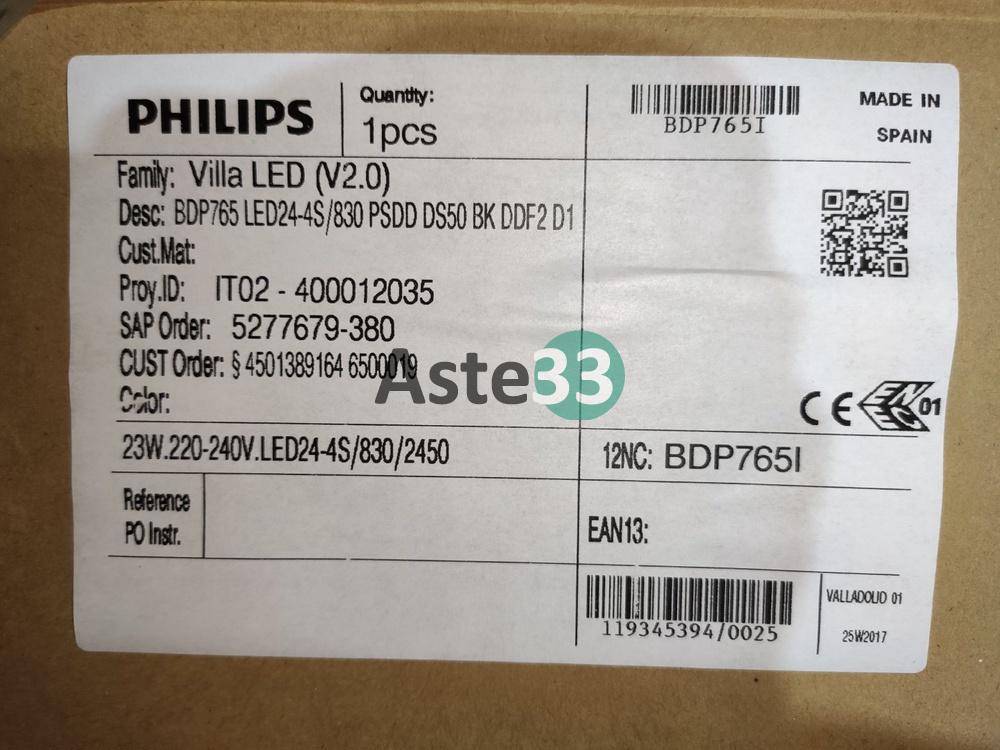 PHILIPS
Quantity:
1pcs
BDP765I
MADE IN
SPAIN
Family: Villa LED (V2.0)
Desc: BDP765 LED24-4S/830 PSDD DS50 BK DDF2 D1
Cust.Mat:
Proy.ID: IT02 - 400012035
SAP Order: 5277679-380
CUST Order: § 4501389164 6500019
Aste33
Color:
CE
ENEC 01
23W.220-240V.LED24-4S/830/2450
12NC: BDP765I
Reference
PO Instr.
EAN13:
119345394/0025
VALLADOLID 01
25W2017